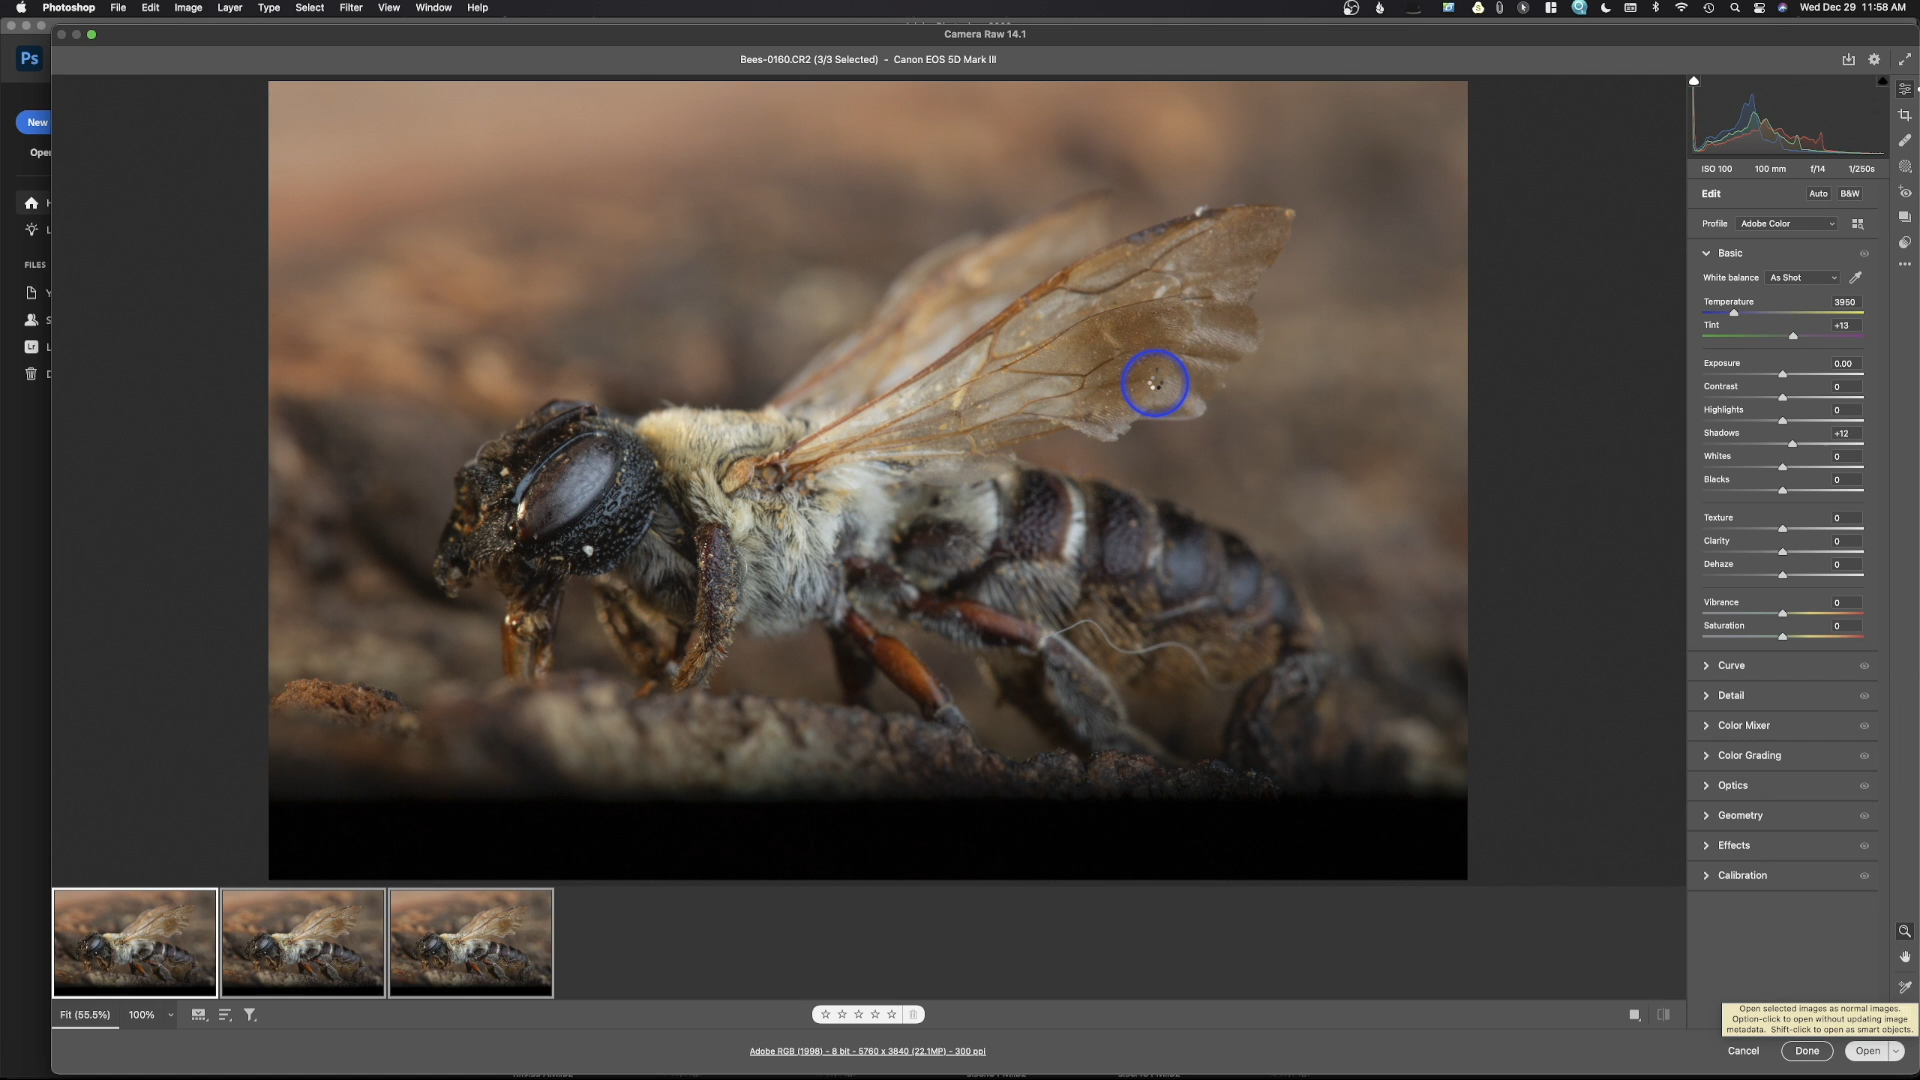 Photoshop File Edit Image Layer Type Select Filter View Window Help Wed Dec 29 11:58 AM
Camera Raw 14.1
Ps
Bees-0160.CR2 (3/3 Selected) - Canon EOS 5D Mark III
New
Open
FILES
Lr
ISO 100 100 mm f/14 1/250s
Edit Auto B&W
Profile Adobe Color
Basic
White balance As Shot
Temperature 3950
Tint +13
Exposure 0.00
Contrast 0
Highlights 0
Shadows +12
Whites 0
Blacks 0
Texture 0
Clarity 0
Dehaze 0
Vibrance 0
Saturation 0
Curve
Detail
Color Mixer
Color Grading
Optics
Geometry
Effects
Calibration
Fit (55.5%) 100%
Open selected images as normal images.
Option-click to open without updating image
metadata. Shift-click to open as smart objects.
Adobe RGB (1998) - 8 bit - 5760 x 3840 (22.1MP) - 300 ppi
Cancel Done Open